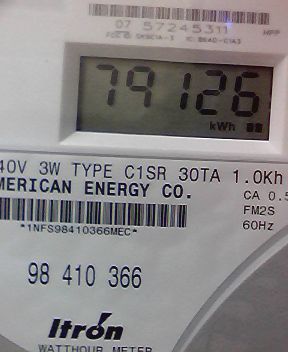 07 57245311
79126
kWh
40V 3W TYPE C1SR 30TA 1.0Kh
MERICAN ENERGY CO.
CA 0.5
FM2S
60Hz
*1NFS98410366MEC*
98 410 366
Itron
WATTHOUR METER